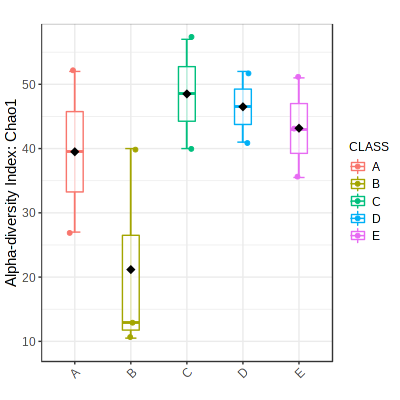 Alpha-diversity Index: Chao1
50
40
30
20
10
A
B
C
D
E
CLASS
A
B
C
D
E